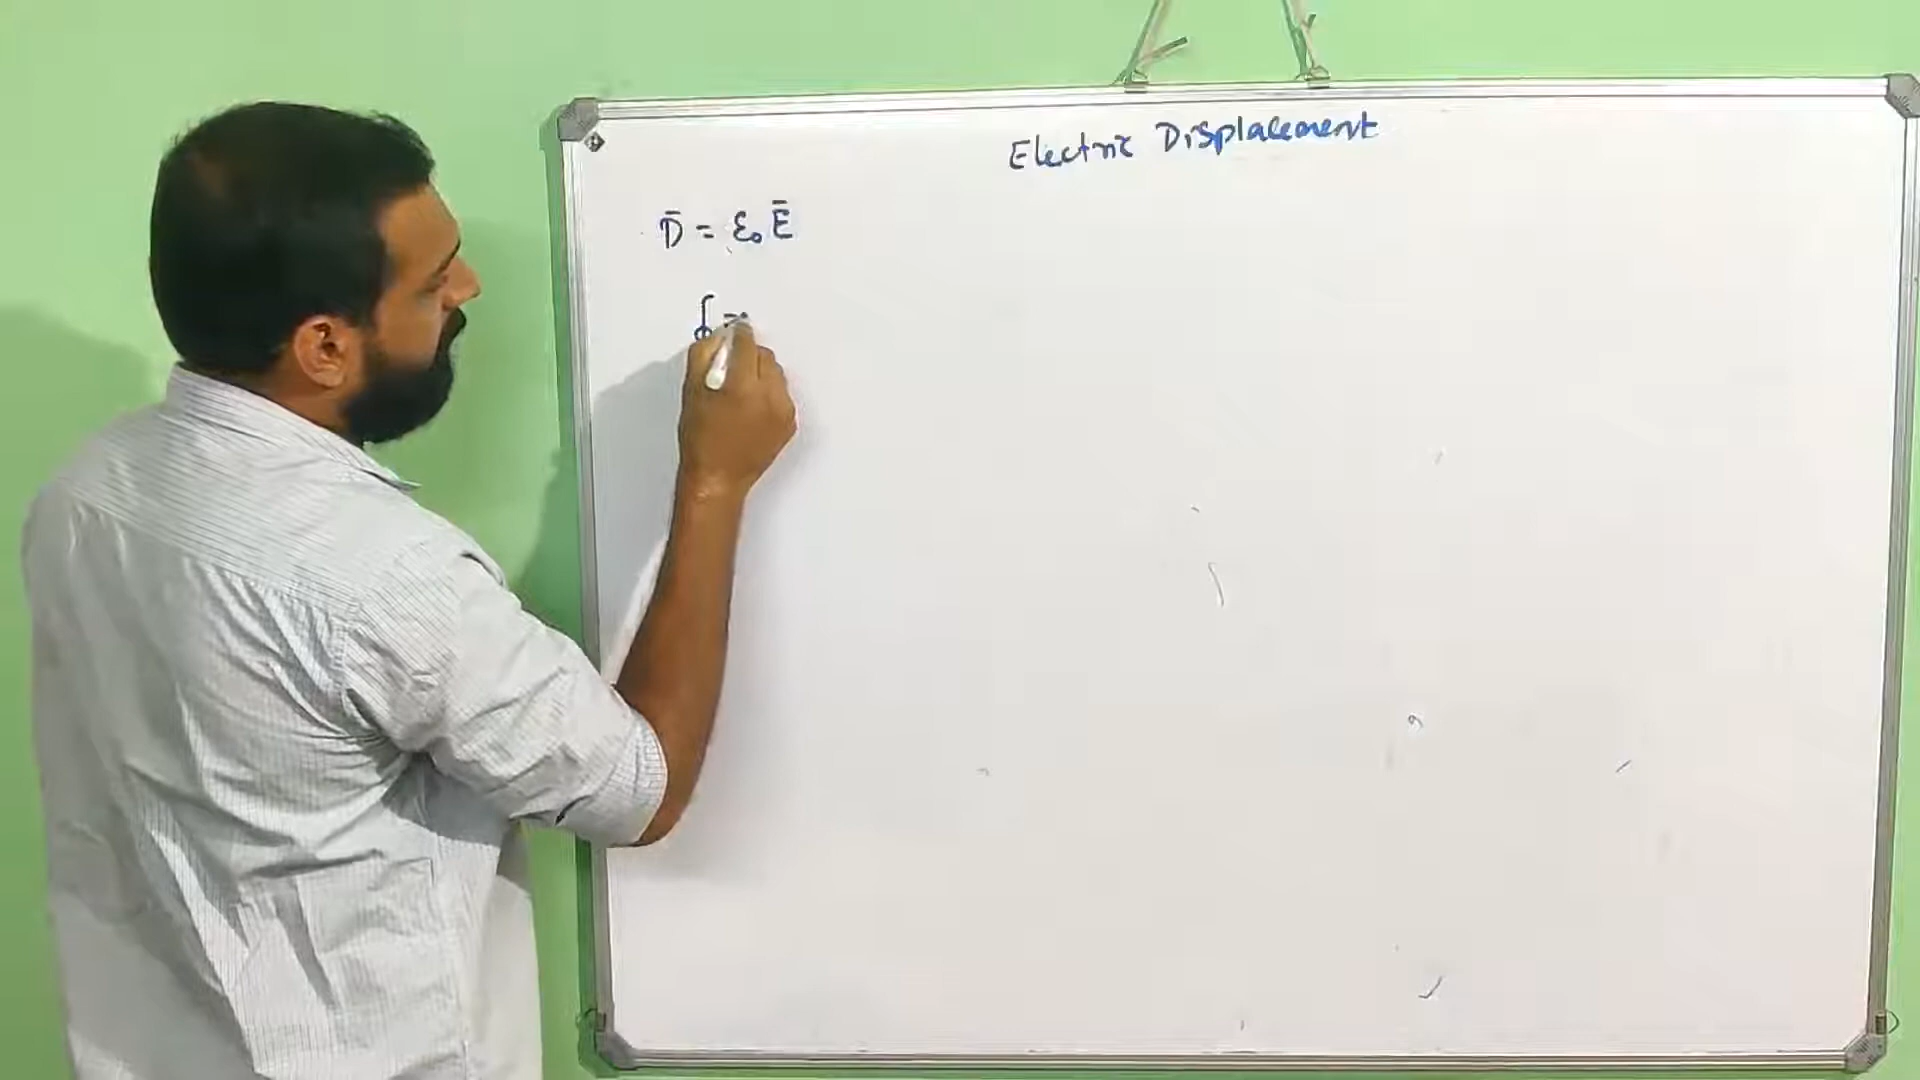 Electric Displacement
D̄ = ε₀ Ē
∮